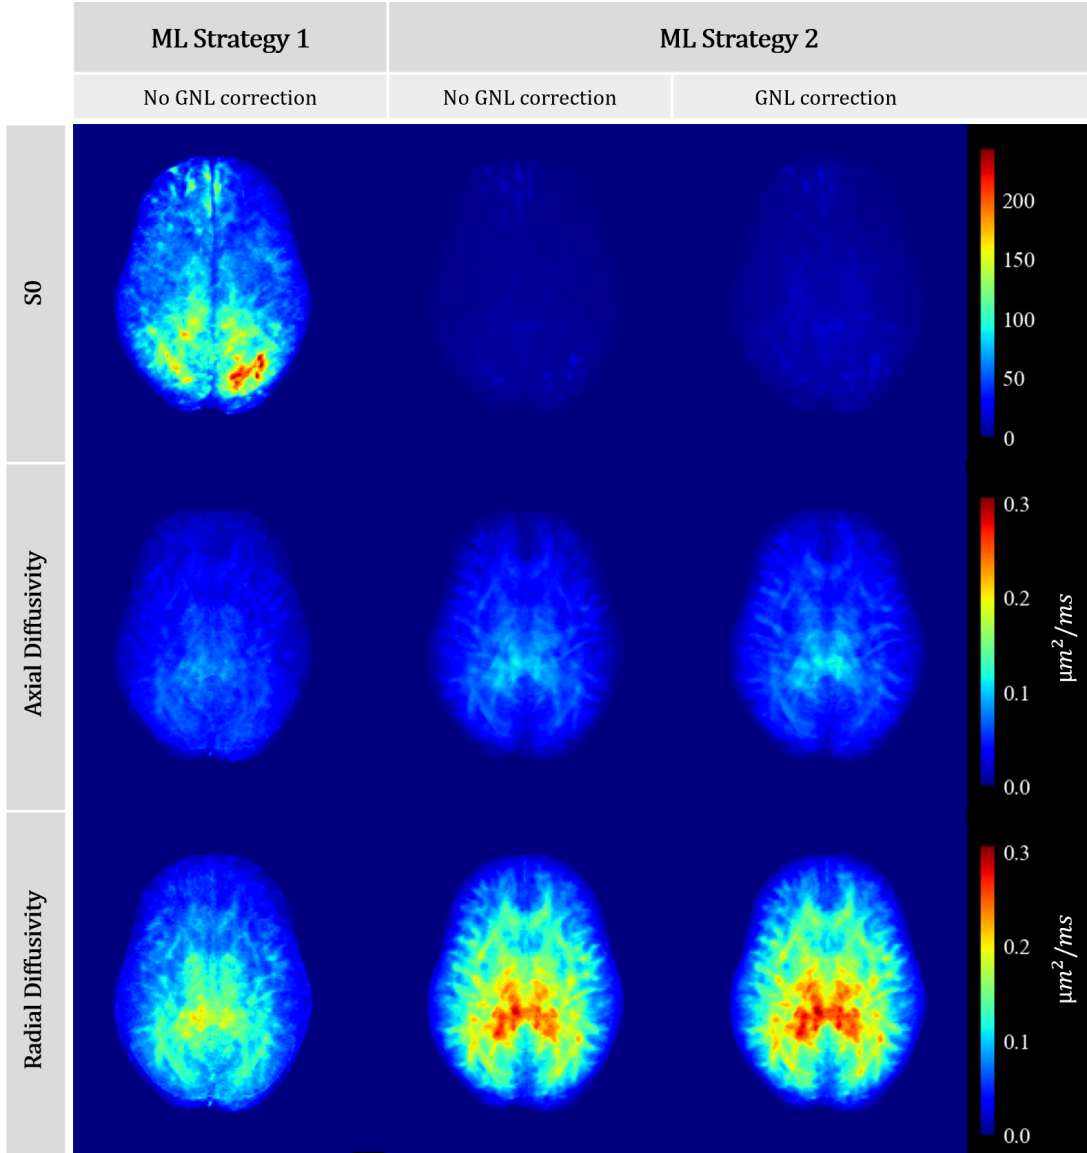 ML Strategy 1
ML Strategy 2
No GNL correction
No GNL correction
GNL correction
S0
200
150
100
50
0
Axial Diffusivity
0.3
0.2
0.1
0.0
μm²/ms
Radial Diffusivity
0.3
0.2
0.1
0.0
μm²/ms